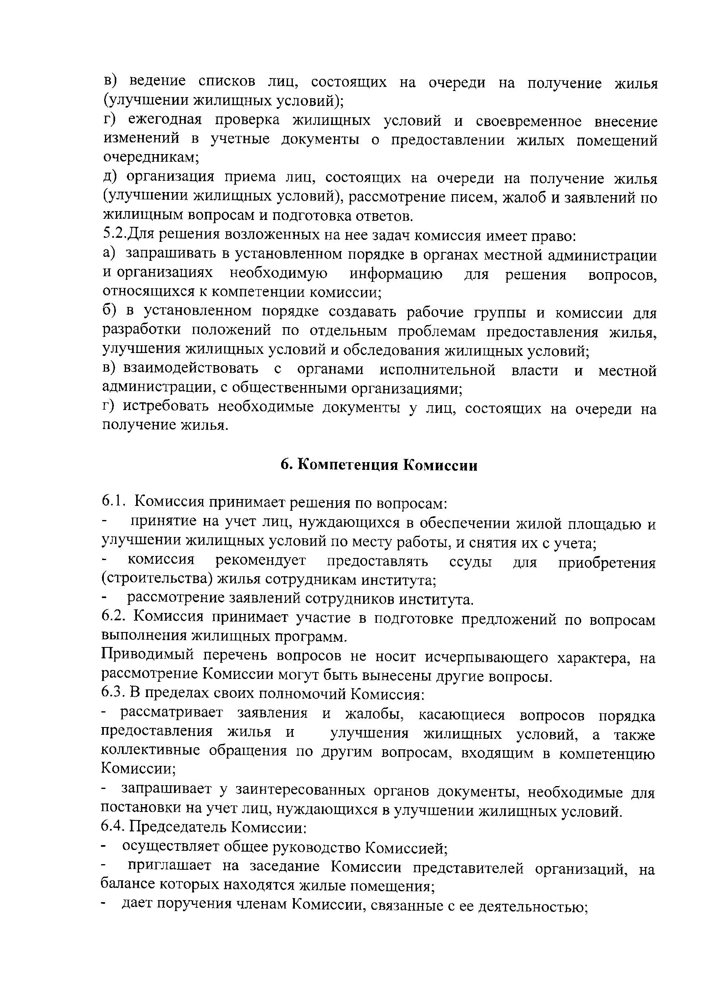 в) ведение списков лиц, состоящих на очереди на получение жилья
(улучшении жилищных условий);
г) ежегодная проверка жилищных условий и своевременное внесение
изменений в учетные документы о предоставлении жилых помещений
очередникам;
д) организация приема лиц, состоящих на очереди на получение жилья
(улучшении жилищных условий), рассмотрение писем, жалоб и заявлений по
жилищным вопросам и подготовка ответов.
5.2.Для решения возложенных на нее задач комиссия имеет право:
а) запрашивать в установленном порядке в органах местной администрации
и организациях необходимую информацию для решения вопросов,
относящихся к компетенции комиссии;
б) в установленном порядке создавать рабочие группы и комиссии для
разработки положений по отдельным проблемам предоставления жилья,
улучшения жилищных условий и обследования жилищных условий;
в) взаимодействовать с органами исполнительной власти и местной
администрации, с общественными организациями;
г) истребовать необходимые документы у лиц, состоящих на очереди на
получение жилья.
6. Компетенция Комиссии
6.1. Комиссия принимает решения по вопросам:
- принятие на учет лиц, нуждающихся в обеспечении жилой площадью и
улучшении жилищных условий по месту работы, и снятия их с учета;
- комиссия рекомендует предоставлять ссуды для приобретения
(строительства) жилья сотрудникам института;
- рассмотрение заявлений сотрудников института.
6.2. Комиссия принимает участие в подготовке предложений по вопросам
выполнения жилищных программ.
Приводимый перечень вопросов не носит исчерпывающего характера, на
рассмотрение Комиссии могут быть вынесены другие вопросы.
6.3. В пределах своих полномочий Комиссия:
- рассматривает заявления и жалобы, касающиеся вопросов порядка
предоставления жилья и улучшения жилищных условий, а также
коллективные обращения по другим вопросам, входящим в компетенцию
Комиссии;
- запрашивает у заинтересованных органов документы, необходимые для
постановки на учет лиц, нуждающихся в улучшении жилищных условий.
6.4. Председатель Комиссии:
- осуществляет общее руководство Комиссией;
- приглашает на заседание Комиссии представителей организаций, на
балансе которых находятся жилые помещения;
- дает поручения членам Комиссии, связанные с ее деятельностью;